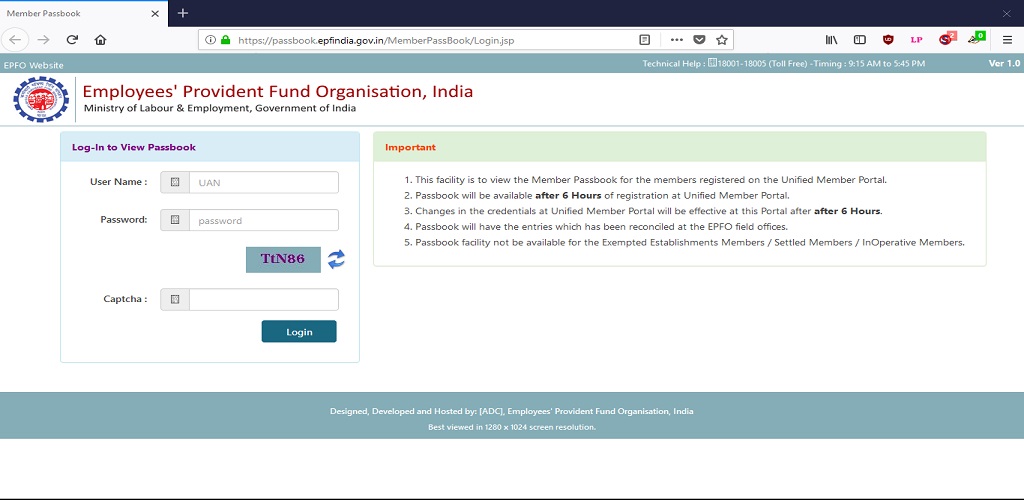 Member Passbook
https://passbook.epfindia.gov.in/MemberPassBook/Login.jsp
UD
LP
2
0
EPFO Website
Technical Help : 18001-18005 (Toll Free) -Timing : 9:15 AM to 5:45 PM
Ver 1.0
Employees' Provident Fund Organisation, India
Ministry of Labour & Employment, Government of India
Log-In to View Passbook
User Name :
UAN
Password:
password
TtN86
Captcha :
Login
Important
1. This facility is to view the Member Passbook for the members registered on the Unified Member Portal.
2. Passbook will be available after 6 Hours of registration at Unified Member Portal.
3. Changes in the credentials at Unified Member Portal will be effective at this Portal after 6 Hours.
4. Passbook will have the entries which has been reconciled at the EPFO field offices.
5. Passbook facility not be available for the Exempted Establishments Members / Settled Members / InOperative Members.
Designed, Developed and Hosted by: [ADC], Employees' Provident Fund Organisation, India
Best viewed in 1280 x 1024 screen resolution.